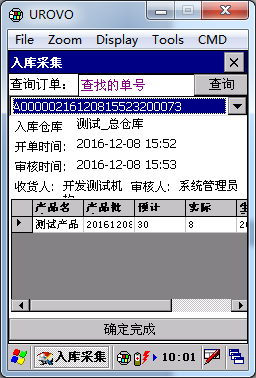 UROVO
File Zoom Display Tools CMD
入库采集
查询订单: 查找的单号 查询
A00000216120815523200073
入库仓库 测试_总仓库
开单时间: 2016-12-08 15:52
审核时间: 2016-12-08 15:53
收货人: 开发测试机 审核人: 系统管理员
产品名 产品批 预计 实际
测试产品 20161208 30 8 20
确定完成
入库采集 10:01